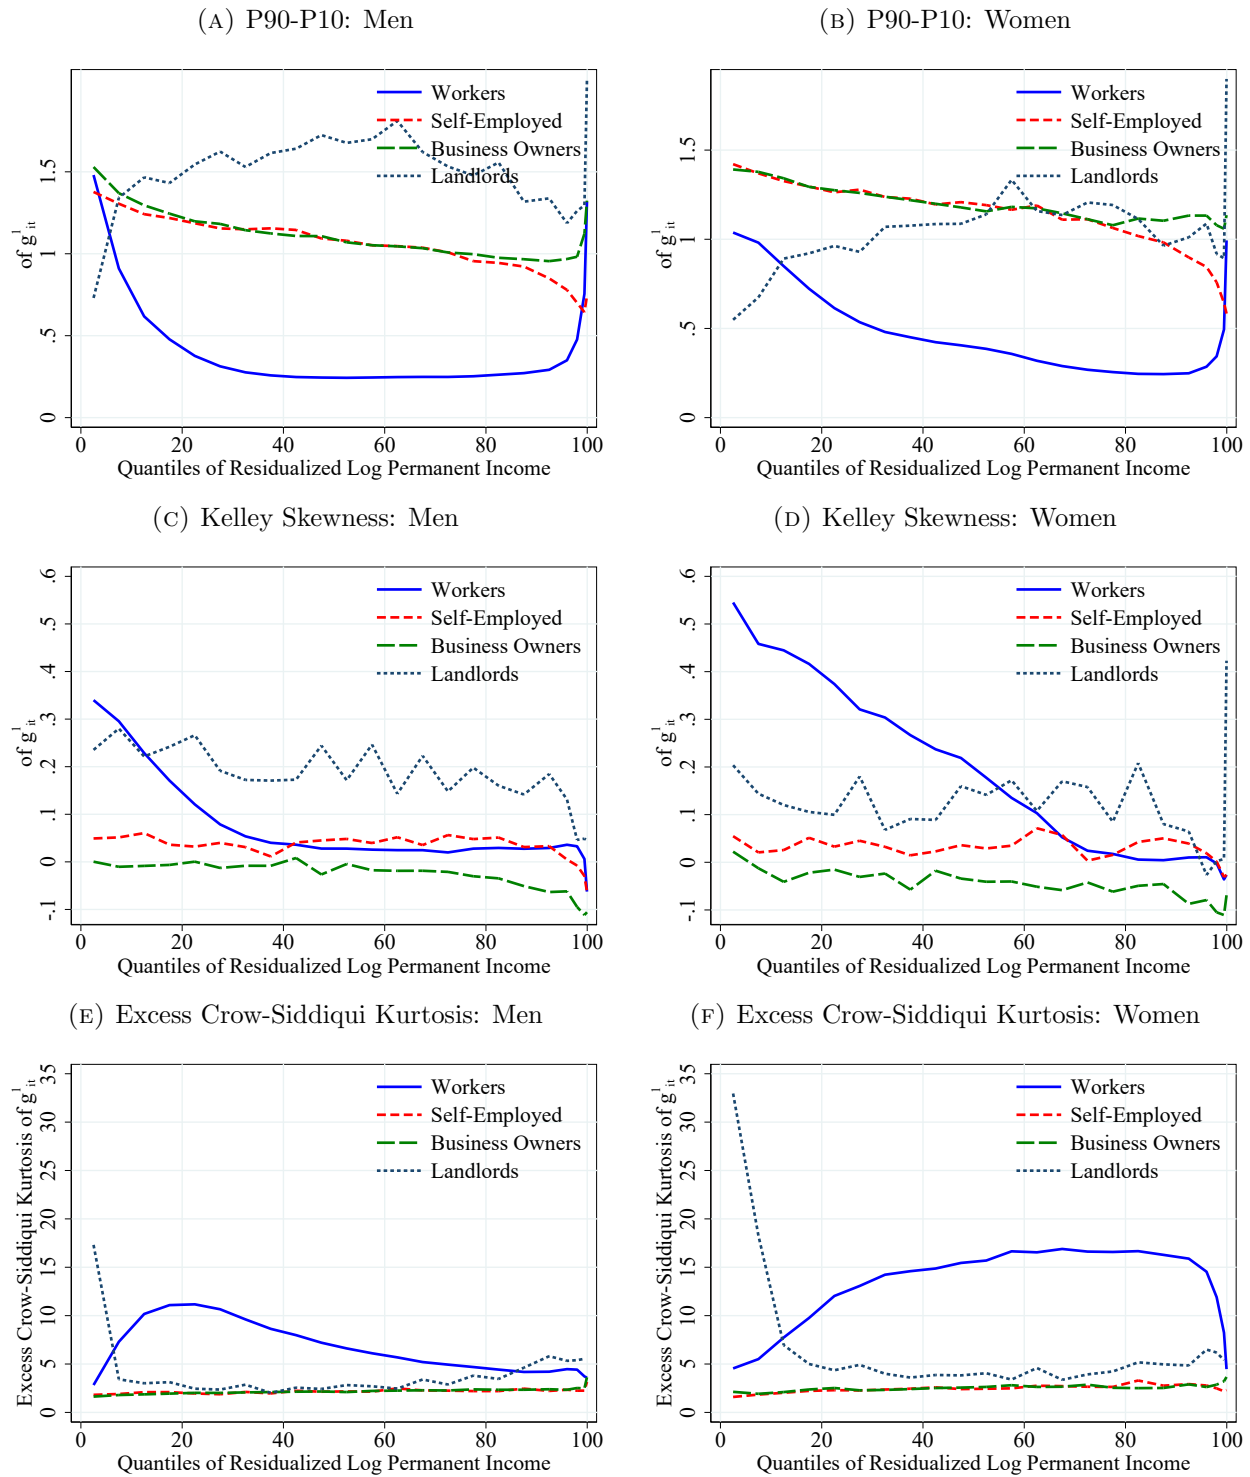 (A) P90-P10: Men
of g¹ᵢₜ
0 .5 1 1.5
Workers
Self-Employed
Business Owners
Landlords
0 20 40 60 80 100
Quantiles of Residualized Log Permanent Income
(B) P90-P10: Women
of g¹ᵢₜ
0 .5 1 1.5
Workers
Self-Employed
Business Owners
Landlords
0 20 40 60 80 100
Quantiles of Residualized Log Permanent Income
(C) Kelley Skewness: Men
of g¹ᵢₜ
-.1 0 .1 .2 .3 .4 .5 .6
Workers
Self-Employed
Business Owners
Landlords
0 20 40 60 80 100
Quantiles of Residualized Log Permanent Income
(D) Kelley Skewness: Women
of g¹ᵢₜ
-.1 0 .1 .2 .3 .4 .5 .6
Workers
Self-Employed
Business Owners
Landlords
0 20 40 60 80 100
Quantiles of Residualized Log Permanent Income
(E) Excess Crow-Siddiqui Kurtosis: Men
Excess Crow-Siddiqui Kurtosis of g¹ᵢₜ
0 5 10 15 20 25 30 35
Workers
Self-Employed
Business Owners
Landlords
0 20 40 60 80 100
Quantiles of Residualized Log Permanent Income
(F) Excess Crow-Siddiqui Kurtosis: Women
Excess Crow-Siddiqui Kurtosis of g¹ᵢₜ
0 5 10 15 20 25 30 35
Workers
Self-Employed
Business Owners
Landlords
0 20 40 60 80 100
Quantiles of Residualized Log Permanent Income